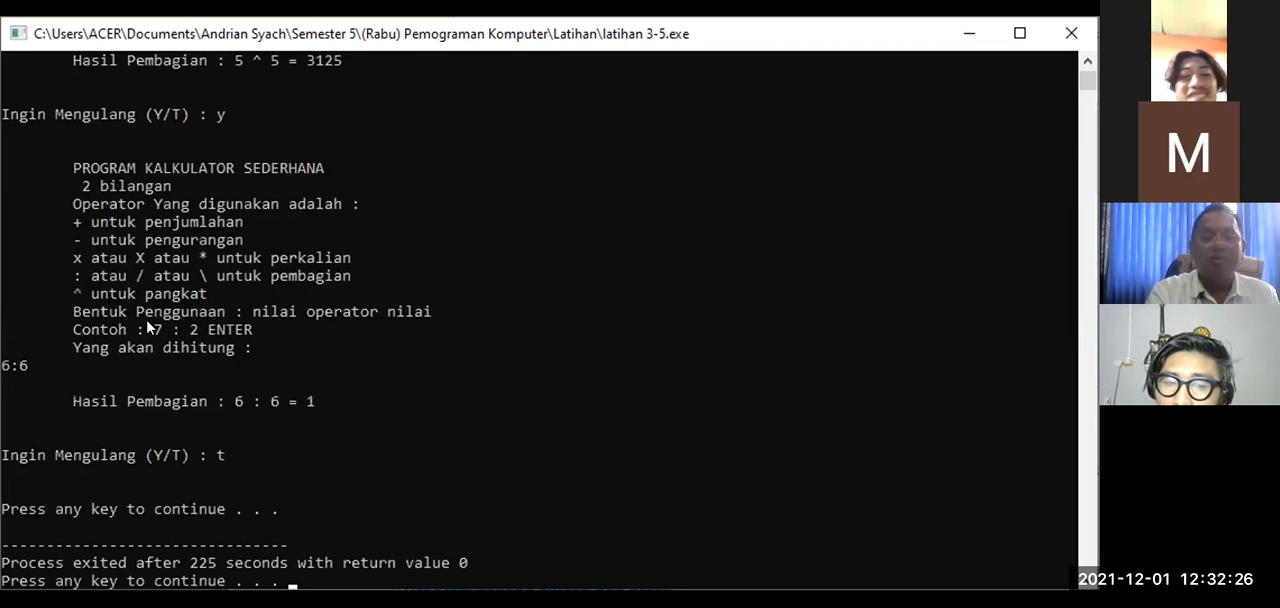 C:\Users\ACER\Documents\Andrian Syach\Semester 5\(Rabu) Pemograman Komputer\Latihan\latihan 3-5.exe
Hasil Pembagian : 5 ^ 5 = 3125
Ingin Mengulang (Y/T) : y
PROGRAM KALKULATOR SEDERHANA
2 bilangan
Operator Yang digunakan adalah :
+ untuk penjumlahan
- untuk pengurangan
x atau X atau * untuk perkalian
: atau / atau \ untuk pembagian
^ untuk pangkat
Bentuk Penggunaan : nilai operator nilai
Contoh : 7 : 2 ENTER
Yang akan dihitung :
6:6
Hasil Pembagian : 6 : 6 = 1
Ingin Mengulang (Y/T) : t
Press any key to continue . . .
--------------------------------
Process exited after 225 seconds with return value 0
Press any key to continue . . .
M
2021-12-01 12:32:26